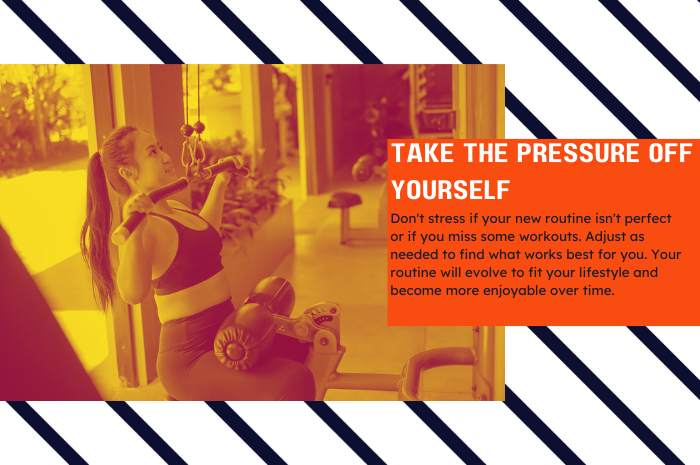 TAKE THE PRESSURE OFF
YOURSELF
Don't stress if your new routine isn't perfect
or if you miss some workouts. Adjust as
needed to find what works best for you. Your
routine will evolve to fit your lifestyle and
become more enjoyable over time.